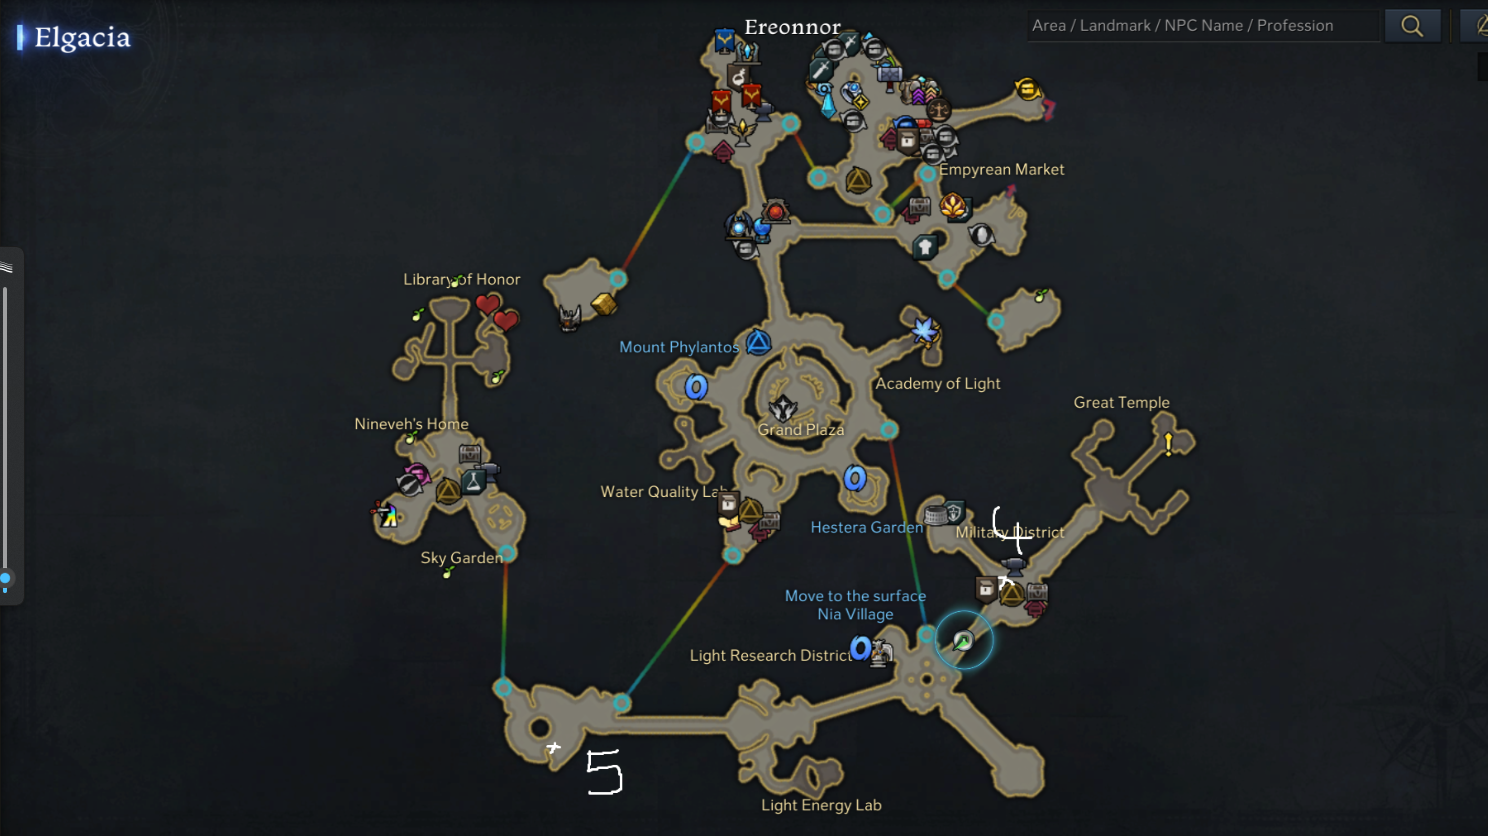 Elgacia
Ereonnor
Area / Landmark / NPC Name / Profession
Empyrean Market
Library of Honor
Mount Phylantos
Academy of Light
Great Temple
Nineveh's Home
Grand Plaza
Water Quality Lab
Hestera Garden
4
Military District
Sky Garden
Move to the surface
Nia Village
Light Research District
5
Light Energy Lab